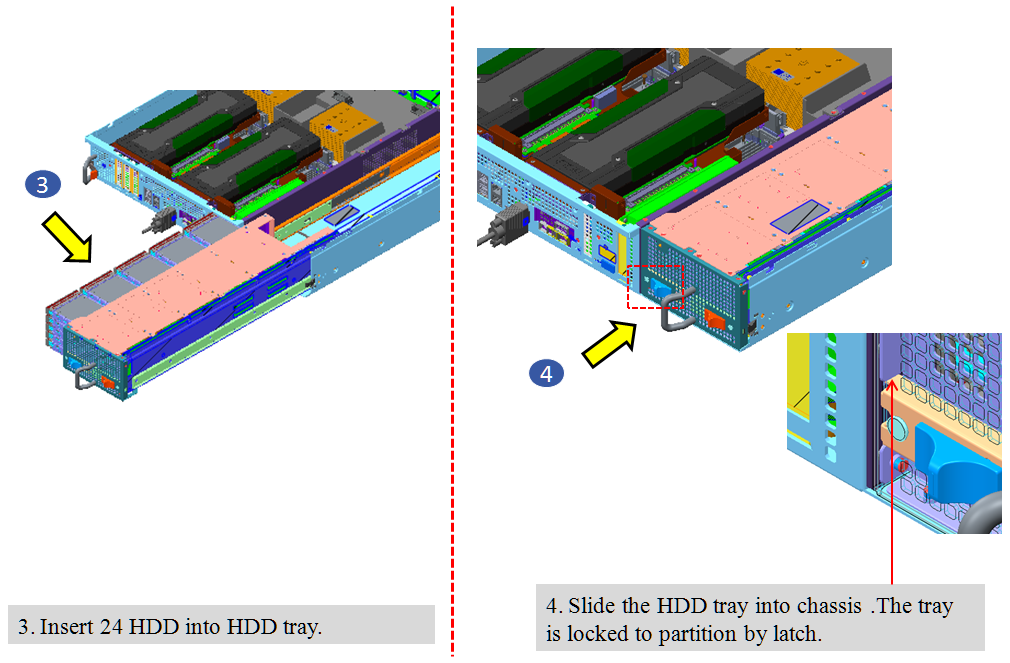 3
3. Insert 24 HDD into HDD tray.
4
4. Slide the HDD tray into chassis .The tray
is locked to partition by latch.